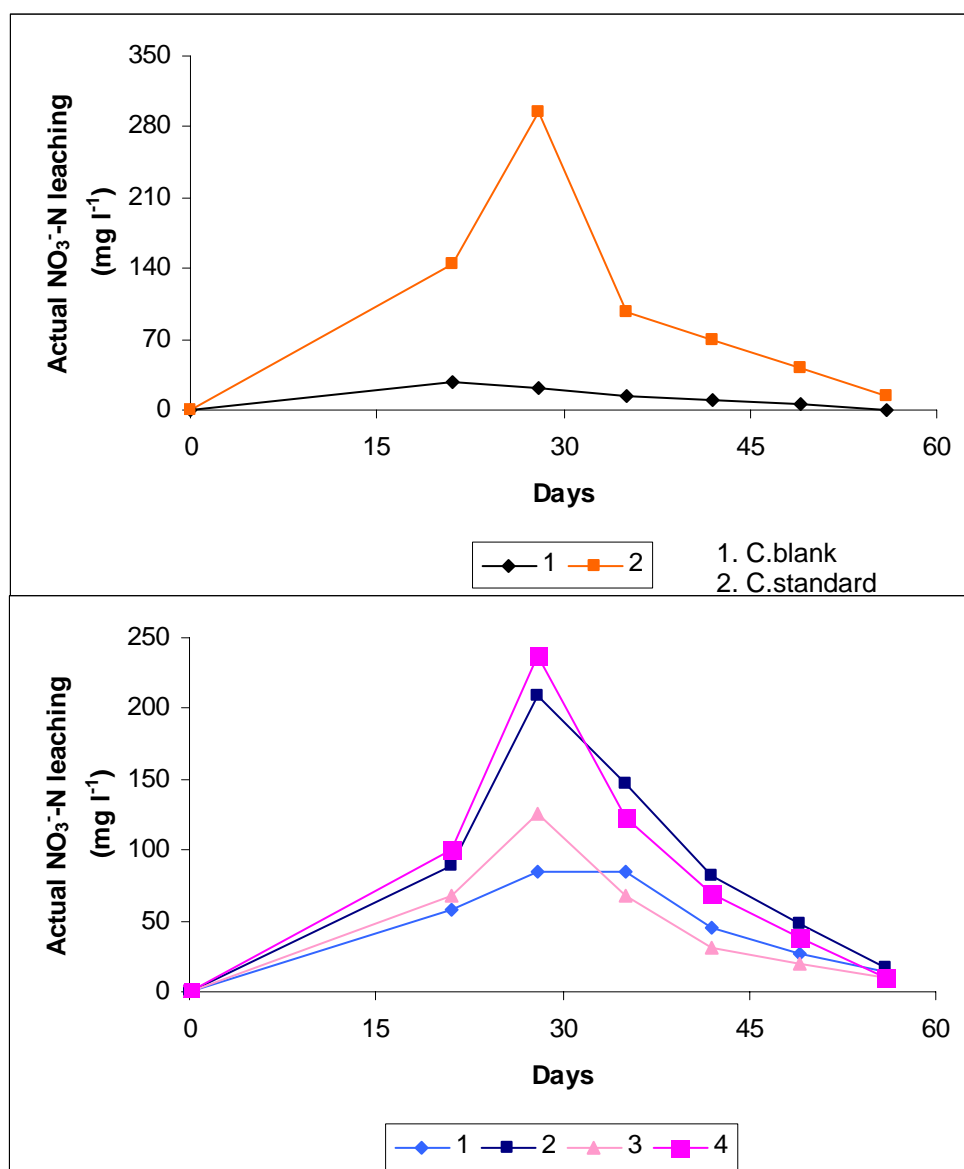 350
280
210
140
70
0
Actual NO₃⁻-N leaching
(mg l⁻¹)
0 15 30 45 60
Days
1 2
1. C.blank
2. C.standard
250
200
150
100
50
0
Actual NO₃⁻-N leaching
(mg l⁻¹)
0 15 30 45 60
Days
1 2 3 4